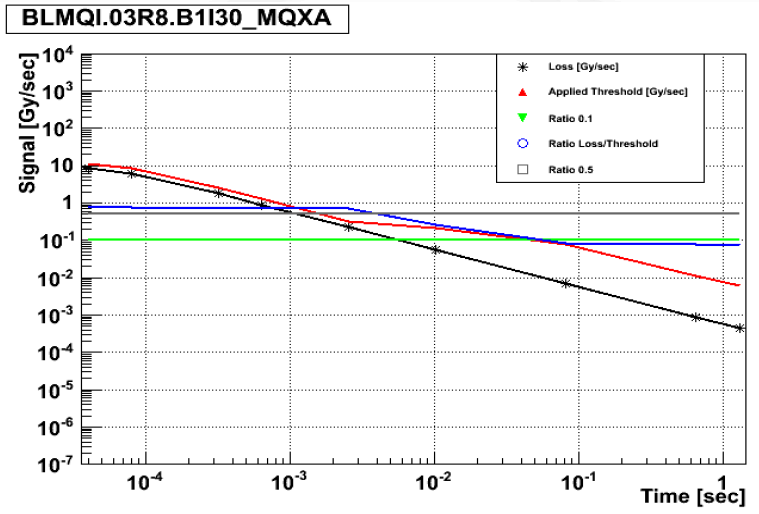 BLMQI.03R8.B1I30_MQXA
Signal [Gy/sec]
10^4
10^3
10^2
10
1
10^-1
10^-2
10^-3
10^-4
10^-5
10^-6
10^-7
Loss [Gy/sec]
Applied Threshold [Gy/sec]
Ratio 0.1
Ratio Loss/Threshold
Ratio 0.5
10^-4 10^-3 10^-2 10^-1 1
Time [sec]